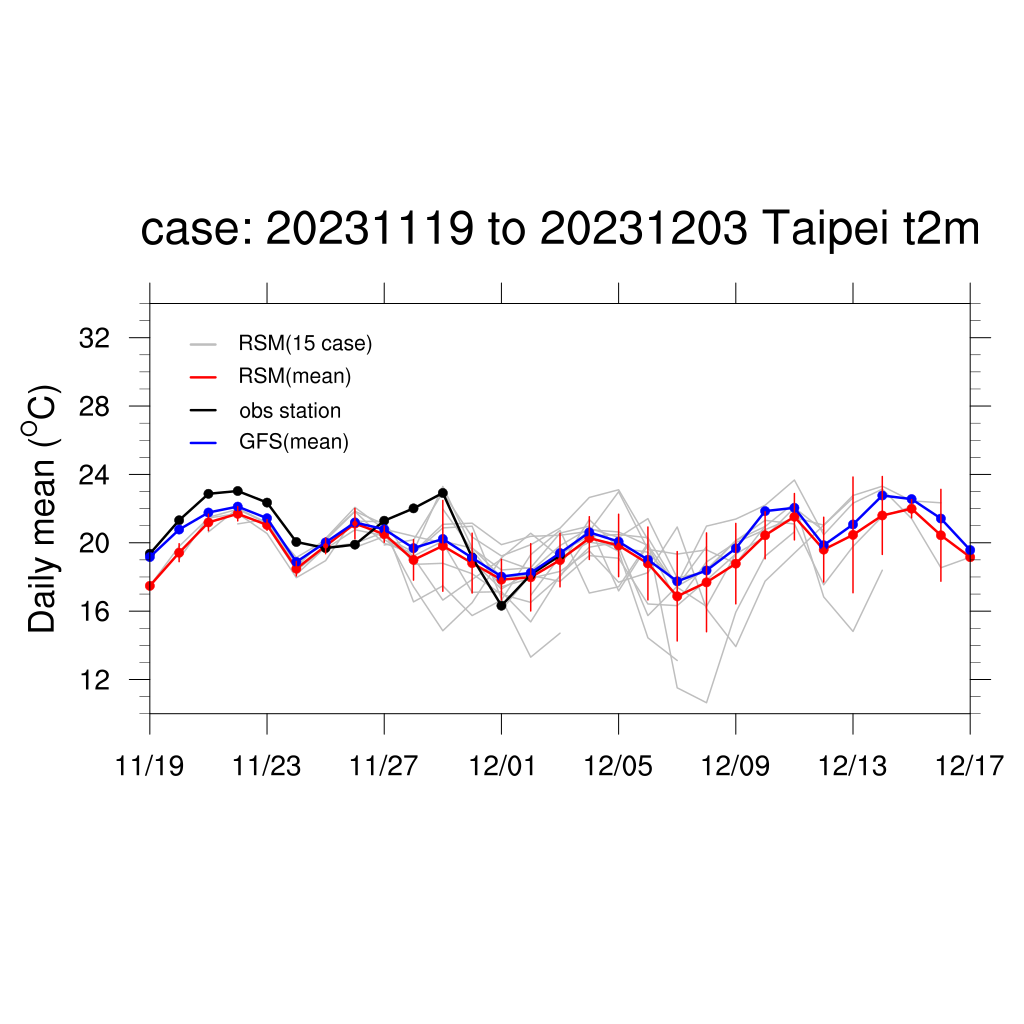 case: 20231119 to 20231203 Taipei t2m
Daily mean (°C)
32
28
24
20
16
12
RSM(15 case)
RSM(mean)
obs station
GFS(mean)
11/19 11/23 11/27 12/01 12/05 12/09 12/13 12/17